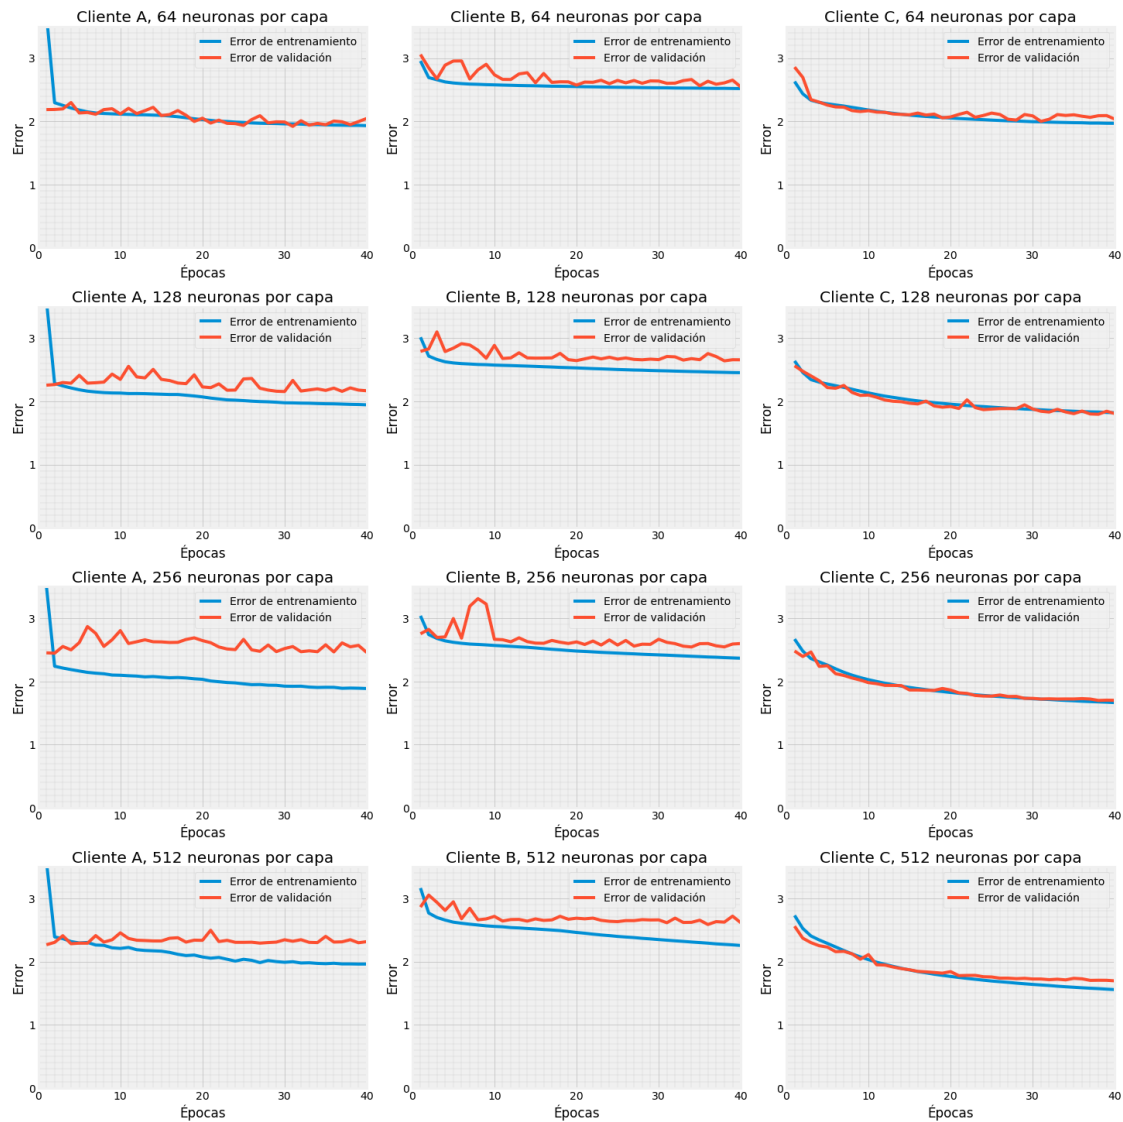 Cliente A, 64 neuronas por capa
Error de entrenamiento
Error de validación
3
2
1
0
Error
0 10 20 30 40
Épocas
Cliente B, 64 neuronas por capa
Error de entrenamiento
Error de validación
3
2
1
0
Error
0 10 20 30 40
Épocas
Cliente C, 64 neuronas por capa
Error de entrenamiento
Error de validación
3
2
1
0
Error
0 10 20 30 40
Épocas
Cliente A, 128 neuronas por capa
Error de entrenamiento
Error de validación
3
2
1
0
Error
0 10 20 30 40
Épocas
Cliente B, 128 neuronas por capa
Error de entrenamiento
Error de validación
3
2
1
0
Error
0 10 20 30 40
Épocas
Cliente C, 128 neuronas por capa
Error de entrenamiento
Error de validación
3
2
1
0
Error
0 10 20 30 40
Épocas
Cliente A, 256 neuronas por capa
Error de entrenamiento
Error de validación
3
2
1
0
Error
0 10 20 30 40
Épocas
Cliente B, 256 neuronas por capa
Error de entrenamiento
Error de validación
3
2
1
0
Error
0 10 20 30 40
Épocas
Cliente C, 256 neuronas por capa
Error de entrenamiento
Error de validación
3
2
1
0
Error
0 10 20 30 40
Épocas
Cliente A, 512 neuronas por capa
Error de entrenamiento
Error de validación
3
2
1
0
Error
0 10 20 30 40
Épocas
Cliente B, 512 neuronas por capa
Error de entrenamiento
Error de validación
3
2
1
0
Error
0 10 20 30 40
Épocas
Cliente C, 512 neuronas por capa
Error de entrenamiento
Error de validación
3
2
1
0
Error
0 10 20 30 40
Épocas